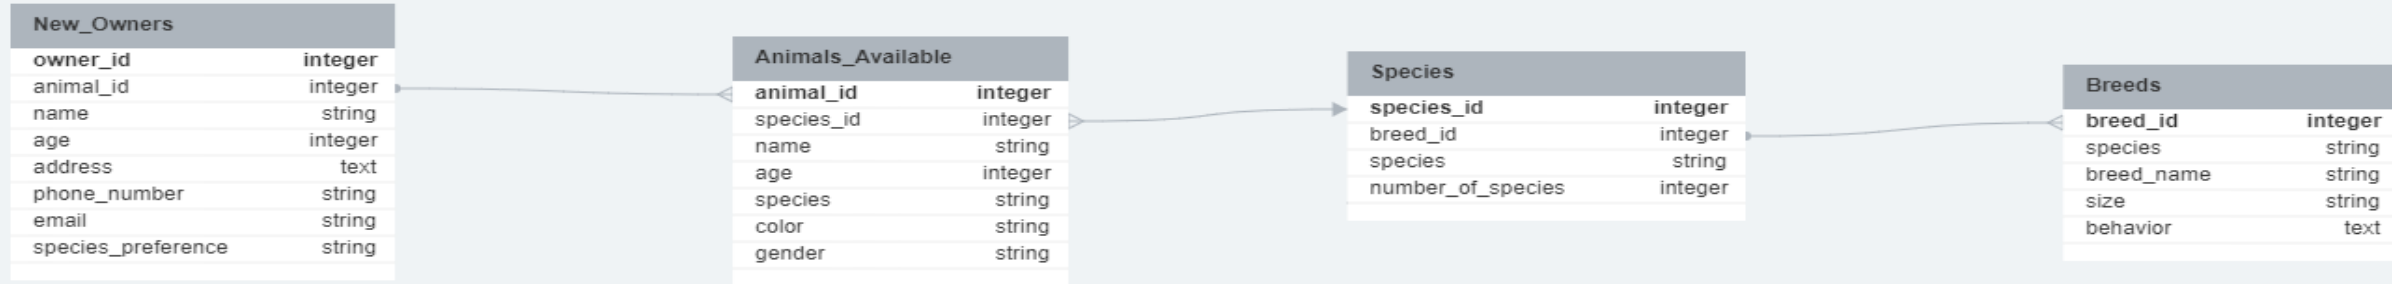 New_Owners
owner_id integer
animal_id integer
name string
age integer
address text
phone_number string
email string
species_preference string
Animals_Available
animal_id integer
species_id integer
name string
age integer
species string
color string
gender string
Species
species_id integer
breed_id integer
species string
number_of_species integer
Breeds
breed_id integer
species string
breed_name string
size string
behavior text